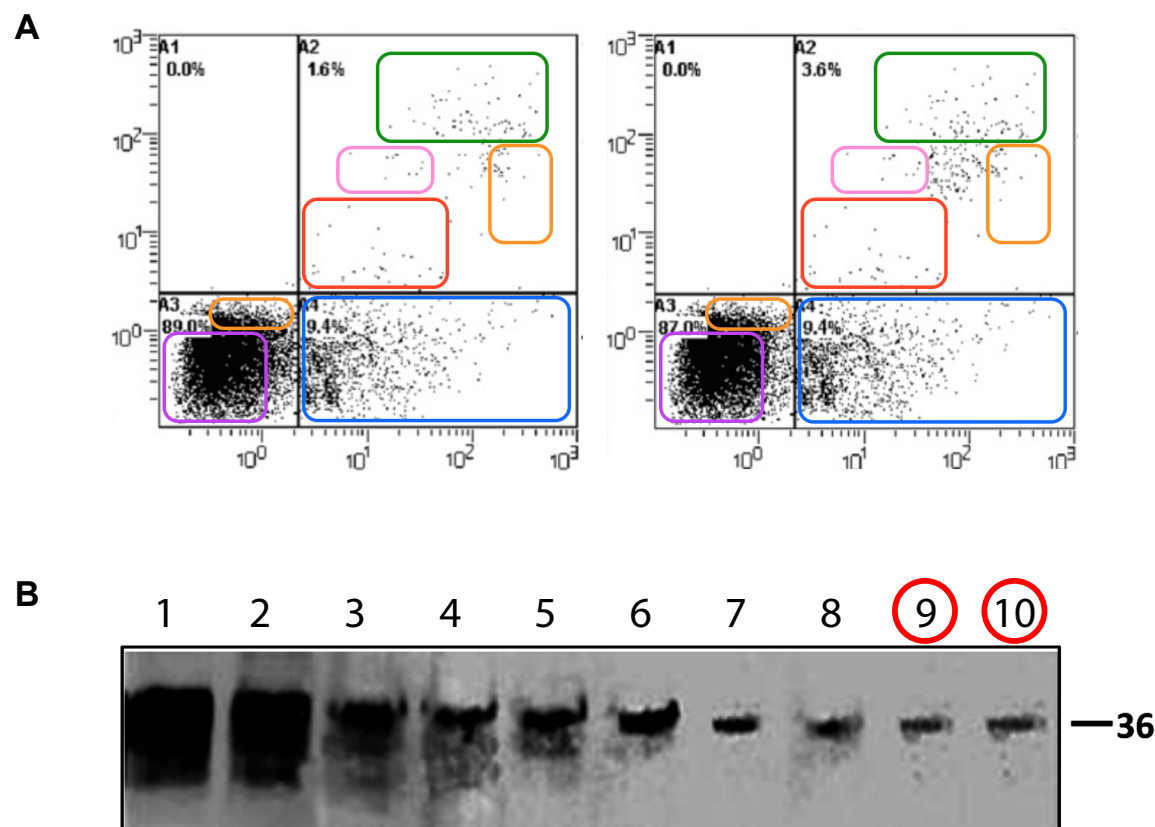 A
10³ A1 A2 10³ A1 A2
0.0% 1.6% 0.0% 3.6%
10² 10²
10¹ 10¹
A3 A4 A3 A4
10⁰ 89.0% 9.4% 10⁰ 87.0% 9.4%
10⁰ 10¹ 10² 10³ 10⁰ 10¹ 10² 10³
B
1 2 3 4 5 6 7 8 9 10
36